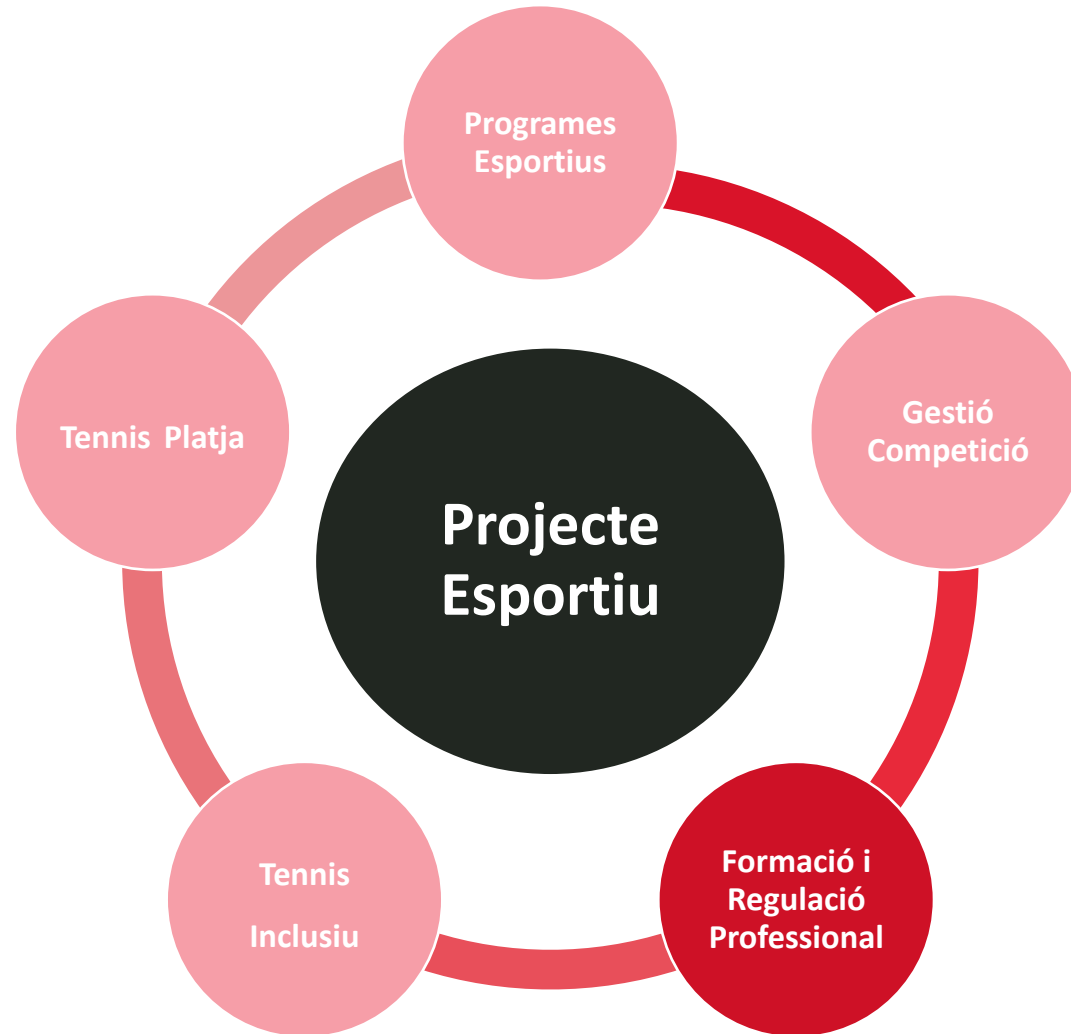 Programes
Esportius
Gestió
Competició
Formació i
Regulació
Professional
Tennis
Inclusiu
Tennis Platja
Projecte
Esportiu